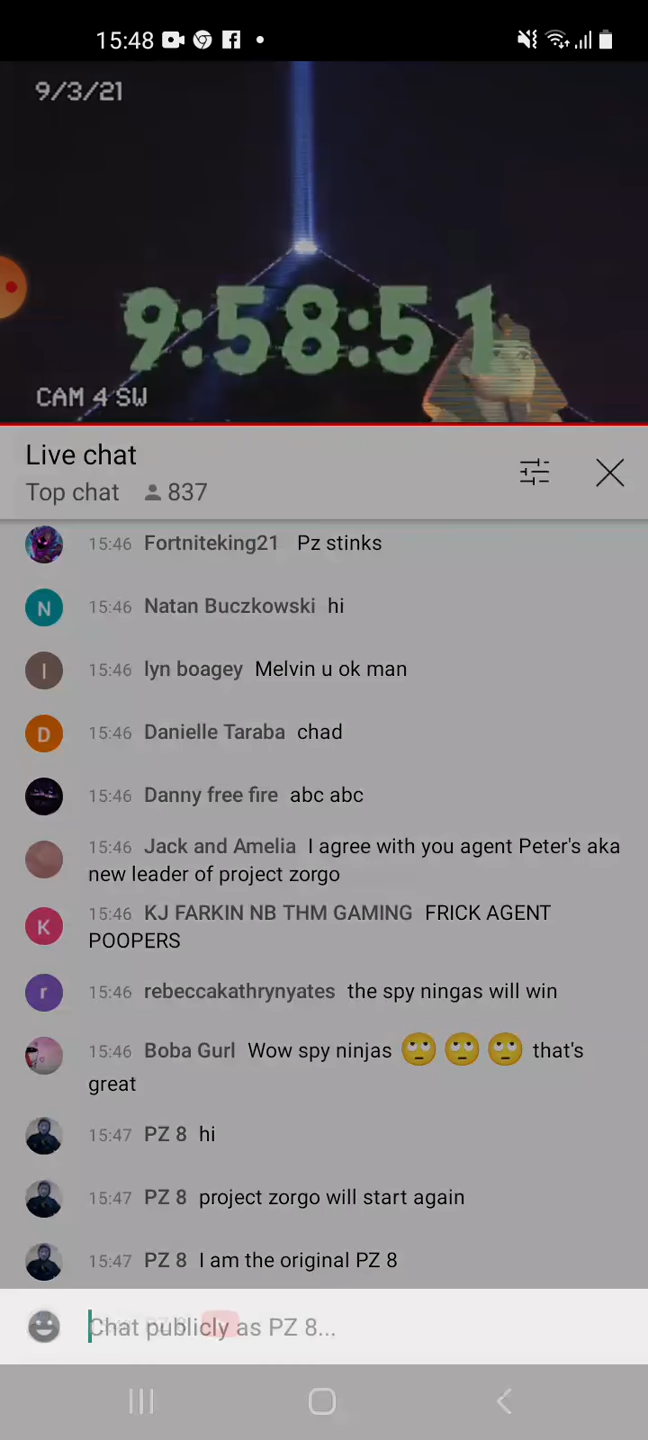 15:48
9/3/21
9:58:51
CAM 4 SW
Live chat
Top chat 837
15:46 Fortniteking21 Pz stinks
N 15:46 Natan Buczkowski hi
l 15:46 lyn boagey Melvin u ok man
D 15:46 Danielle Taraba chad
15:46 Danny free fire abc abc
15:46 Jack and Amelia I agree with you agent Peter's aka
new leader of project zorgo
K 15:46 KJ FARKIN NB THM GAMING FRICK AGENT
POOPERS
r 15:46 rebeccakathrynyates the spy ningas will win
15:46 Boba Gurl Wow spy ninjas 🙄 🙄 🙄 that's
great
15:47 PZ 8 hi
15:47 PZ 8 project zorgo will start again
15:47 PZ 8 I am the original PZ 8
Chat publicly as PZ 8...